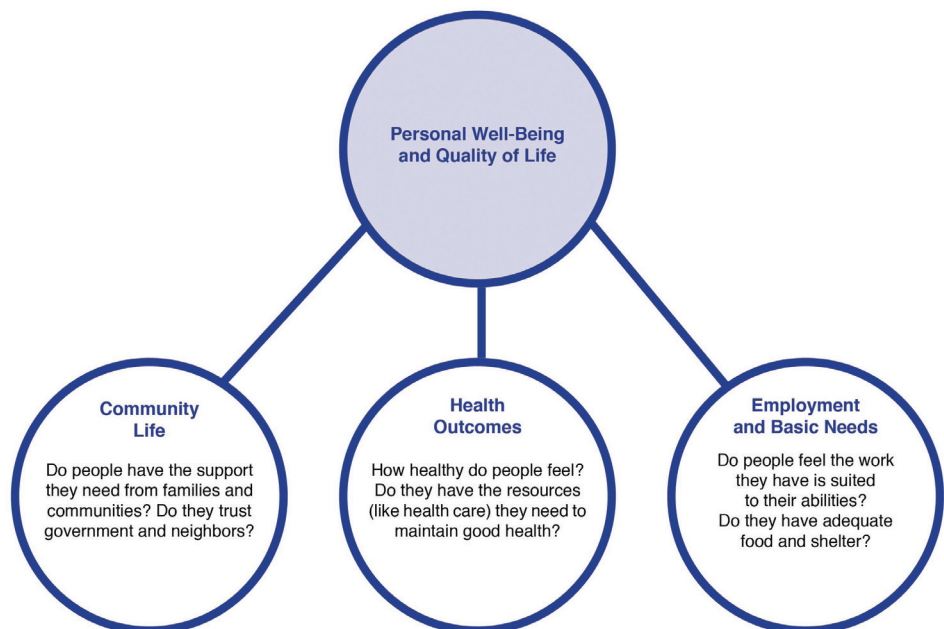 Personal Well-Being
and Quality of Life
Community
Life
Do people have the support
they need from families and
communities? Do they trust
government and neighbors?
Health
Outcomes
How healthy do people feel?
Do they have the resources
(like health care) they need to
maintain good health?
Employment
and Basic Needs
Do people feel the work
they have is suited
to their abilities?
Do they have adequate
food and shelter?